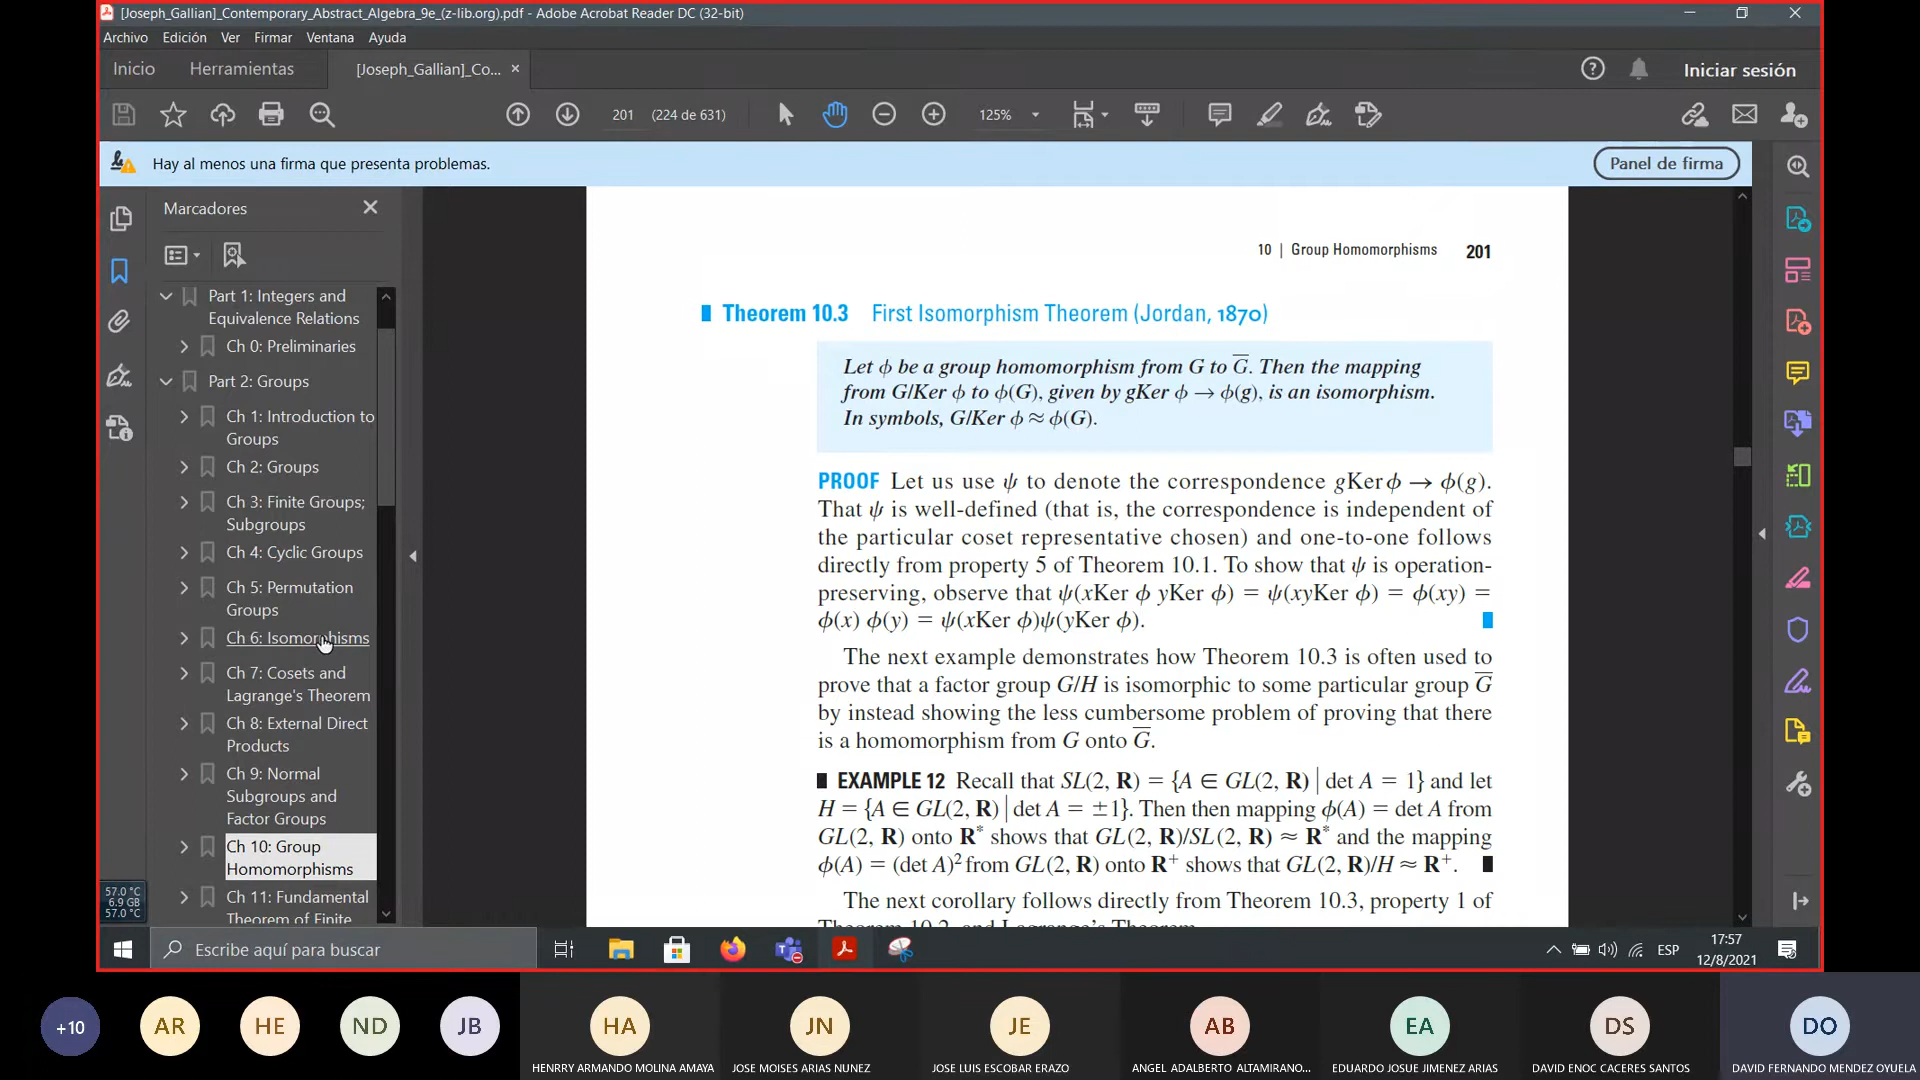 [Joseph_Gallian]_Contemporary_Abstract_Algebra_9e_(z-lib.org).pdf - Adobe Acrobat Reader DC (32-bit)
Archivo Edición Ver Firmar Ventana Ayuda
Inicio Herramientas [Joseph_Gallian]_Co... × Iniciar sesión
201 (224 de 631) 125%
Hay al menos una firma que presenta problemas. Panel de firma
Marcadores
Part 1: Integers and
Equivalence Relations
Ch 0: Preliminaries
Part 2: Groups
Ch 1: Introduction to
Groups
Ch 2: Groups
Ch 3: Finite Groups;
Subgroups
Ch 4: Cyclic Groups
Ch 5: Permutation
Groups
Ch 6: Isomorphisms
Ch 7: Cosets and
Lagrange's Theorem
Ch 8: External Direct
Products
Ch 9: Normal
Subgroups and
Factor Groups
Ch 10: Group
Homomorphisms
Ch 11: Fundamental
Theorem of Finite
10 | Group Homomorphisms 201
Theorem 10.3 First Isomorphism Theorem (Jordan, 1870)
Let ϕ be a group homomorphism from G to G̅. Then the mapping
from G/Ker ϕ to ϕ(G), given by gKer ϕ → ϕ(g), is an isomorphism.
In symbols, G/Ker ϕ ≈ ϕ(G).
PROOF Let us use ψ to denote the correspondence gKer ϕ → ϕ(g).
That ψ is well-defined (that is, the correspondence is independent of
the particular coset representative chosen) and one-to-one follows
directly from property 5 of Theorem 10.1. To show that ψ is operation-
preserving, observe that ψ(xKer ϕ yKer ϕ) = ψ(xyKer ϕ) = ϕ(xy) =
ϕ(x) ϕ(y) = ψ(xKer ϕ)ψ(yKer ϕ).
The next example demonstrates how Theorem 10.3 is often used to
prove that a factor group G/H is isomorphic to some particular group G̅
by instead showing the less cumbersome problem of proving that there
is a homomorphism from G onto G̅.
EXAMPLE 12 Recall that SL(2, R) = {A ∈ GL(2, R) | det A = 1} and let
H = {A ∈ GL(2, R) | det A = ±1}. Then then mapping ϕ(A) = det A from
GL(2, R) onto R* shows that GL(2, R)/SL(2, R) ≈ R* and the mapping
ϕ(A) = (det A)² from GL(2, R) onto R⁺ shows that GL(2, R)/H ≈ R⁺.
The next corollary follows directly from Theorem 10.3, property 1 of
Theorem 10.2, and Lagrange's Theorem.
57.0 °C
6.9 GB
57.0 °C
Escribe aquí para buscar
ESP
17:57
12/8/2021
+10 AR HE ND JB HA JN JE AB EA DS DO
HENRRY ARMANDO MOLINA AMAYA JOSE MOISES ARIAS NUNEZ JOSE LUIS ESCOBAR ERAZO ANGEL ADALBERTO ALTAMIRANO... EDUARDO JOSUE JIMENEZ ARIAS DAVID ENOC CACERES SANTOS DAVID FERNANDO MENDEZ OYUELA